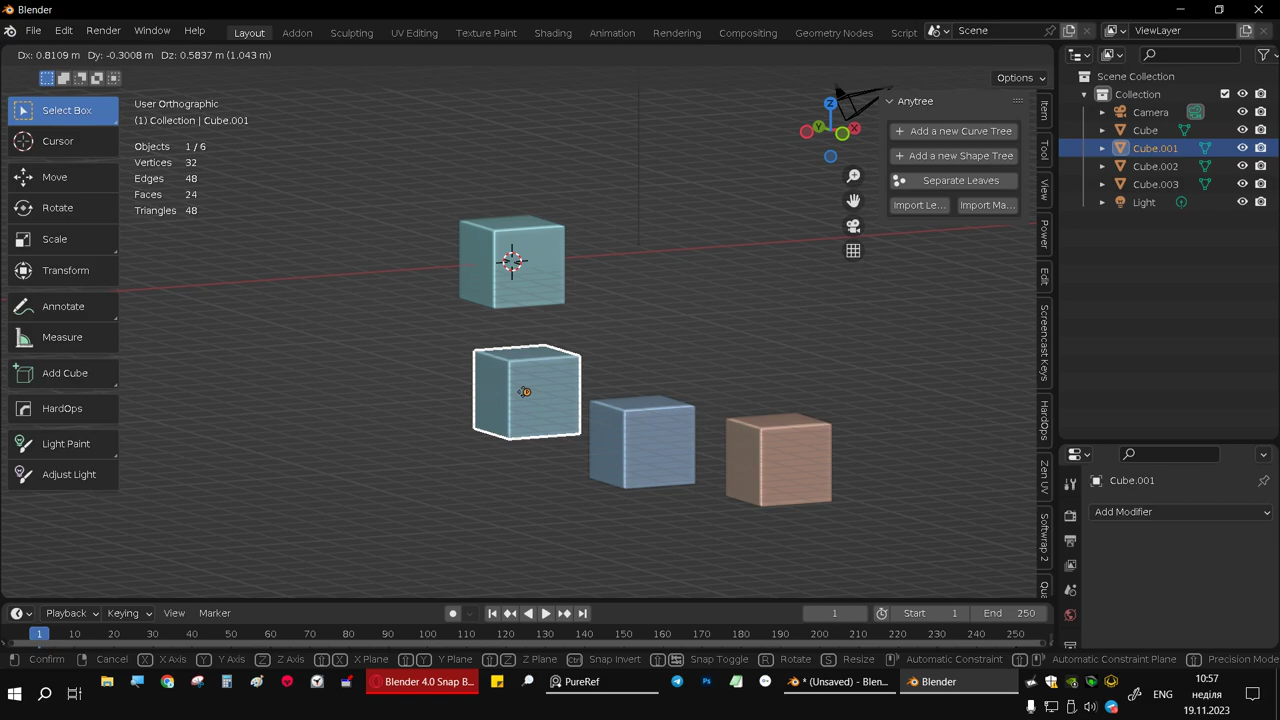 Blender
File Edit Render Window Help Layout Addon Sculpting UV Editing Texture Paint Shading Animation Rendering Compositing Geometry Nodes Script Scene ViewLayer
Dx: 0.8109 m Dy: -0.3008 m Dz: 0.5837 m (1.043 m)
Options
Select Box
Cursor
Move
Rotate
Scale
Transform
Annotate
Measure
Add Cube
HardOps
Light Paint
Adjust Light
User Orthographic
(1) Collection | Cube.001
Objects 1 / 6
Vertices 32
Edges 48
Faces 24
Triangles 48
Z
Y
X
Anytree
Add a new Curve Tree
Add a new Shape Tree
Separate Leaves
Import Le... Import Ma...
Item
Tool
View
Power
Edit
Screencast Keys
HardOps
Zen UV
Softwrap 2
Qua
Scene Collection
Collection
Camera
Cube
Cube.001
Cube.002
Cube.003
Light
Cube.001
Add Modifier
Playback Keying View Marker 1 Start 1 End 250
1 10 20 30 40 50 60 70 80 90 100 110 120 130 140 150 160 170 180 190 200 210 220 230 240 250
Confirm Cancel X X Axis Y Y Axis Z Z Axis X X Plane Y Y Plane Z Z Plane Ctrl Snap Invert Snap Toggle R Rotate S Resize Automatic Constraint Automatic Constraint Plane Precision Mode
Blender 4.0 Snap B... PureRef * (Unsaved) - Blen... Blender
ENG
10:57
неділя
19.11.2023